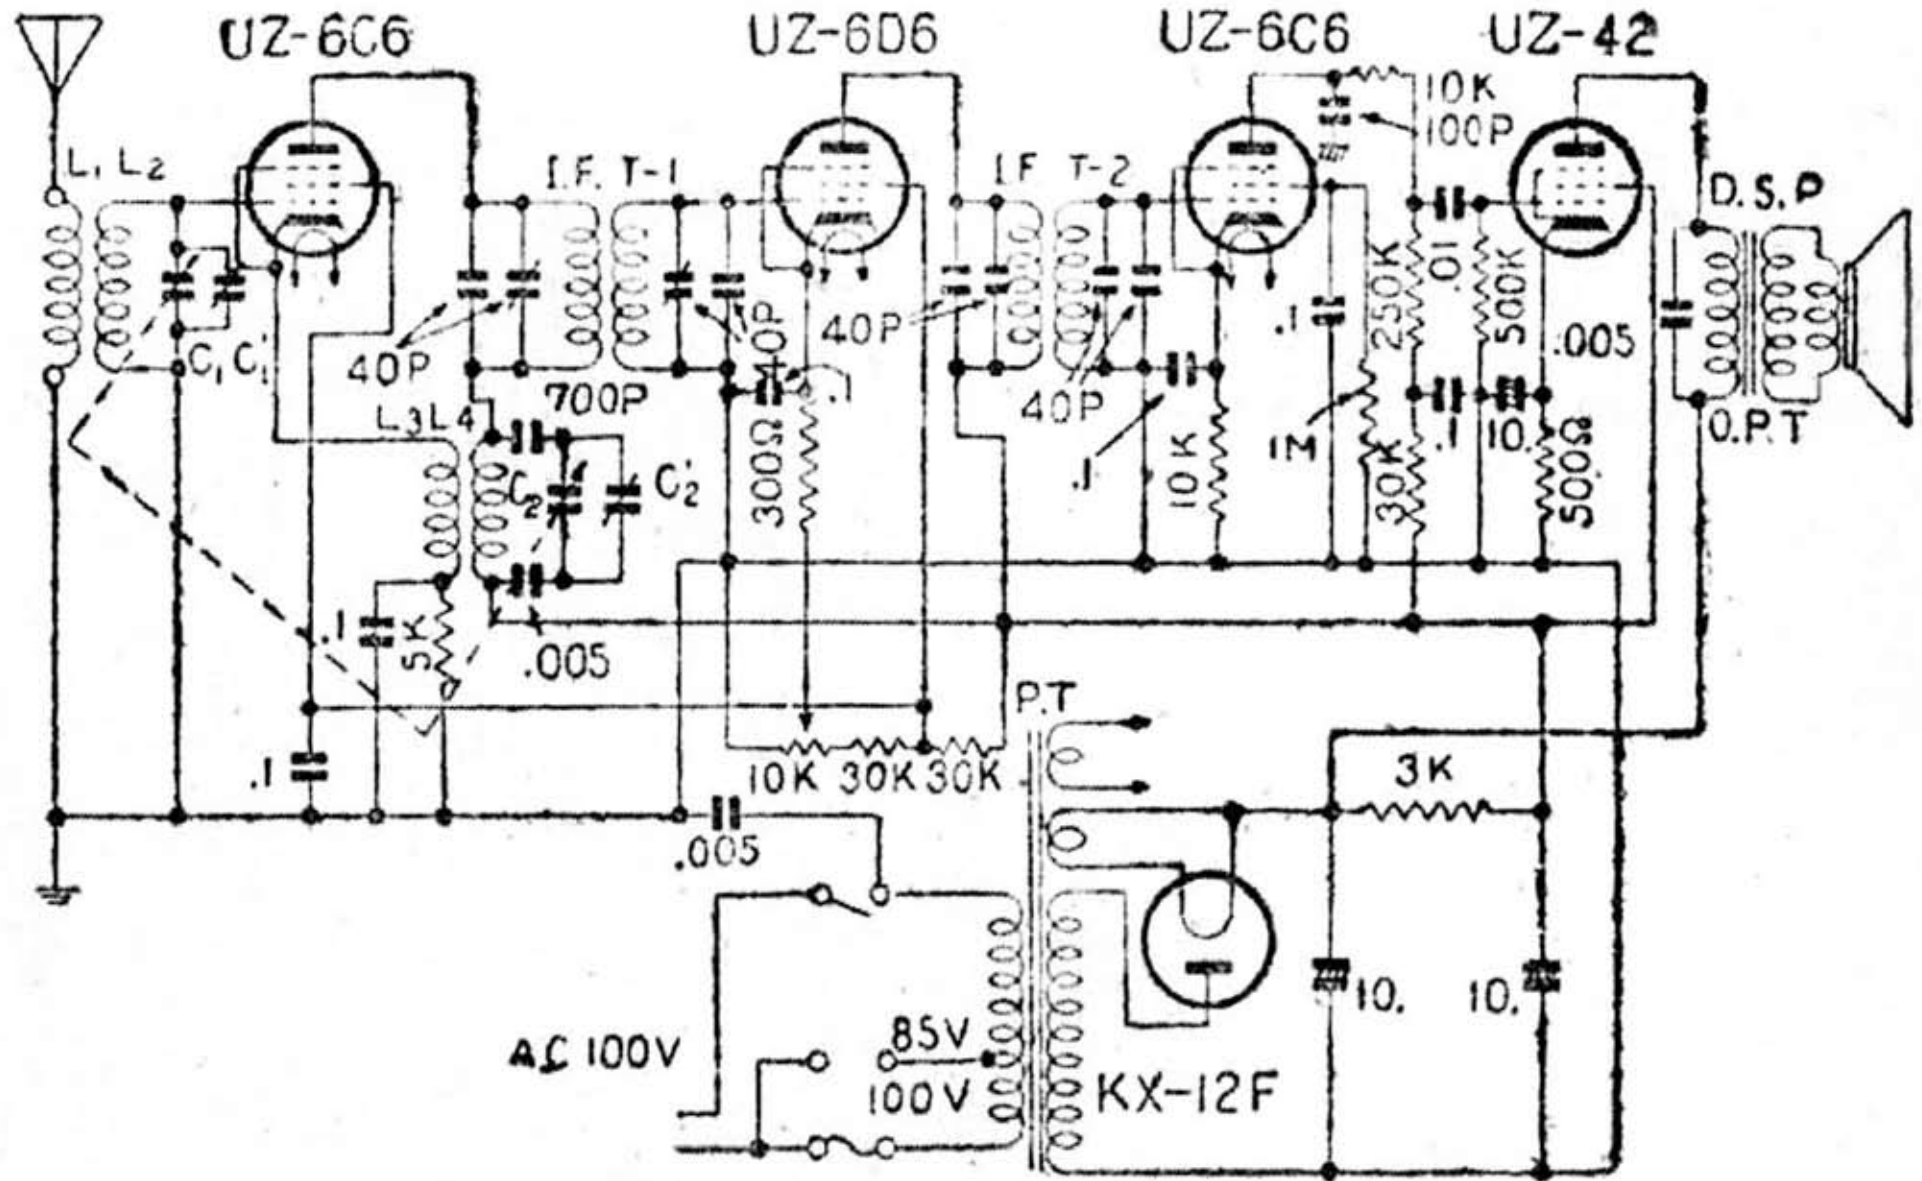 UZ-6C6
UZ-6D6
UZ-6C6
UZ-42
10K
100P
L1 L2
I.F. T-1
I.F T-2
D.S.P
.01
500K
250K
.1
.005
C1 C1'
40P
40P
40P
40P
700P
.1
300Ω
L3 L4
C2
C2'
.1
10K
1M
30K
.1
10.
500Ω
O.P.T
.1
5K
.005
P.T
.1
10K 30K 30K
3K
.005
10.
10.
AC 100V
85V
100V
KX-12F